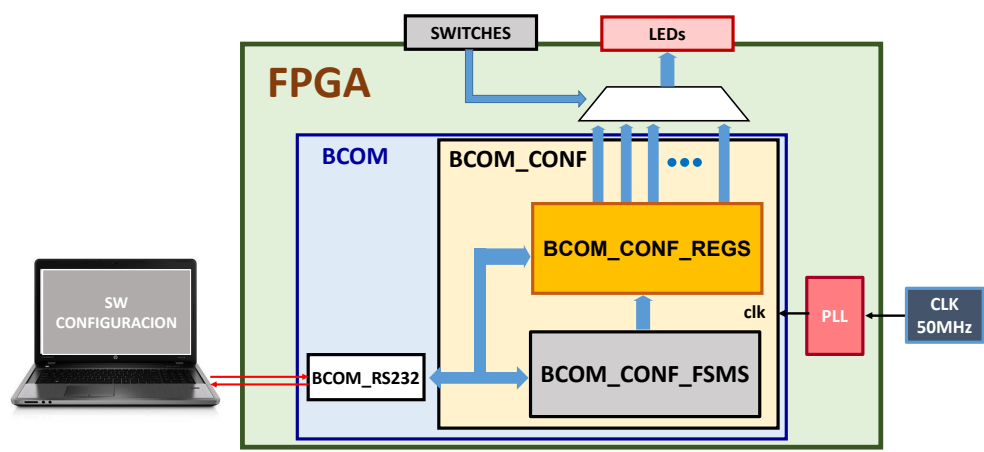 SWITCHES
LEDs
FPGA
BCOM
BCOM_CONF
BCOM_CONF_REGS
SW
CONFIGURACION
clk
PLL
CLK
50MHz
BCOM_RS232
BCOM_CONF_FSMS